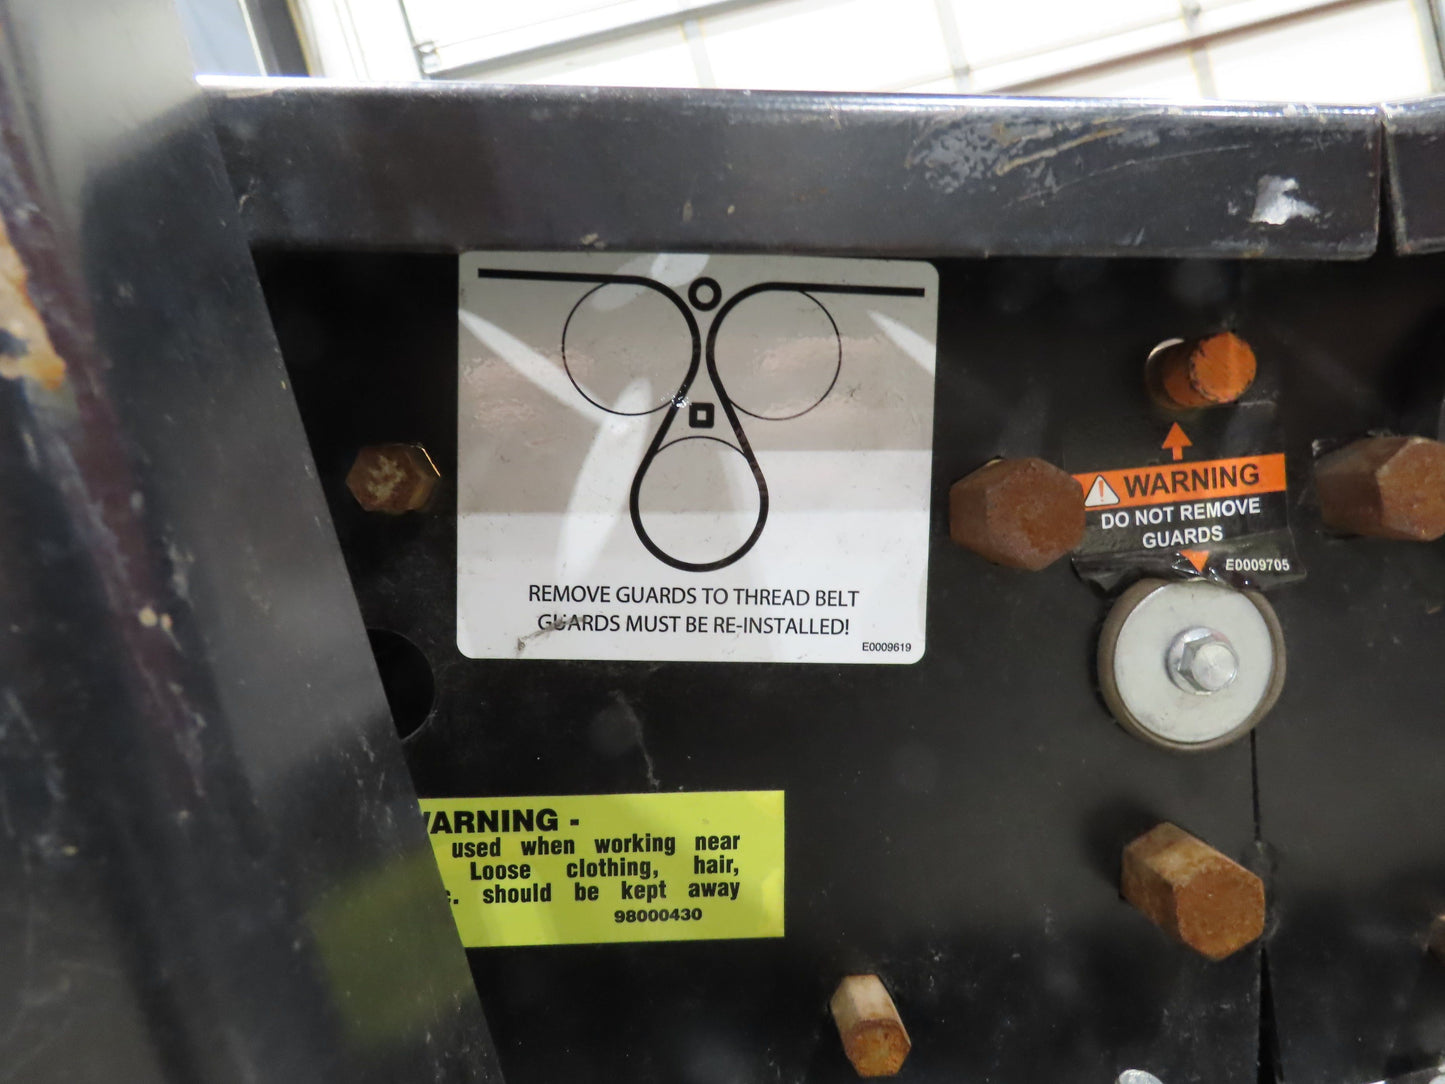 REMOVE GUARDS TO THREAD BELT
GUARDS MUST BE RE-INSTALLED!
E0009619
WARNING
DO NOT REMOVE
GUARDS
E0009705
WARNING -
used when working near
Loose clothing, hair,
should be kept away
98000430